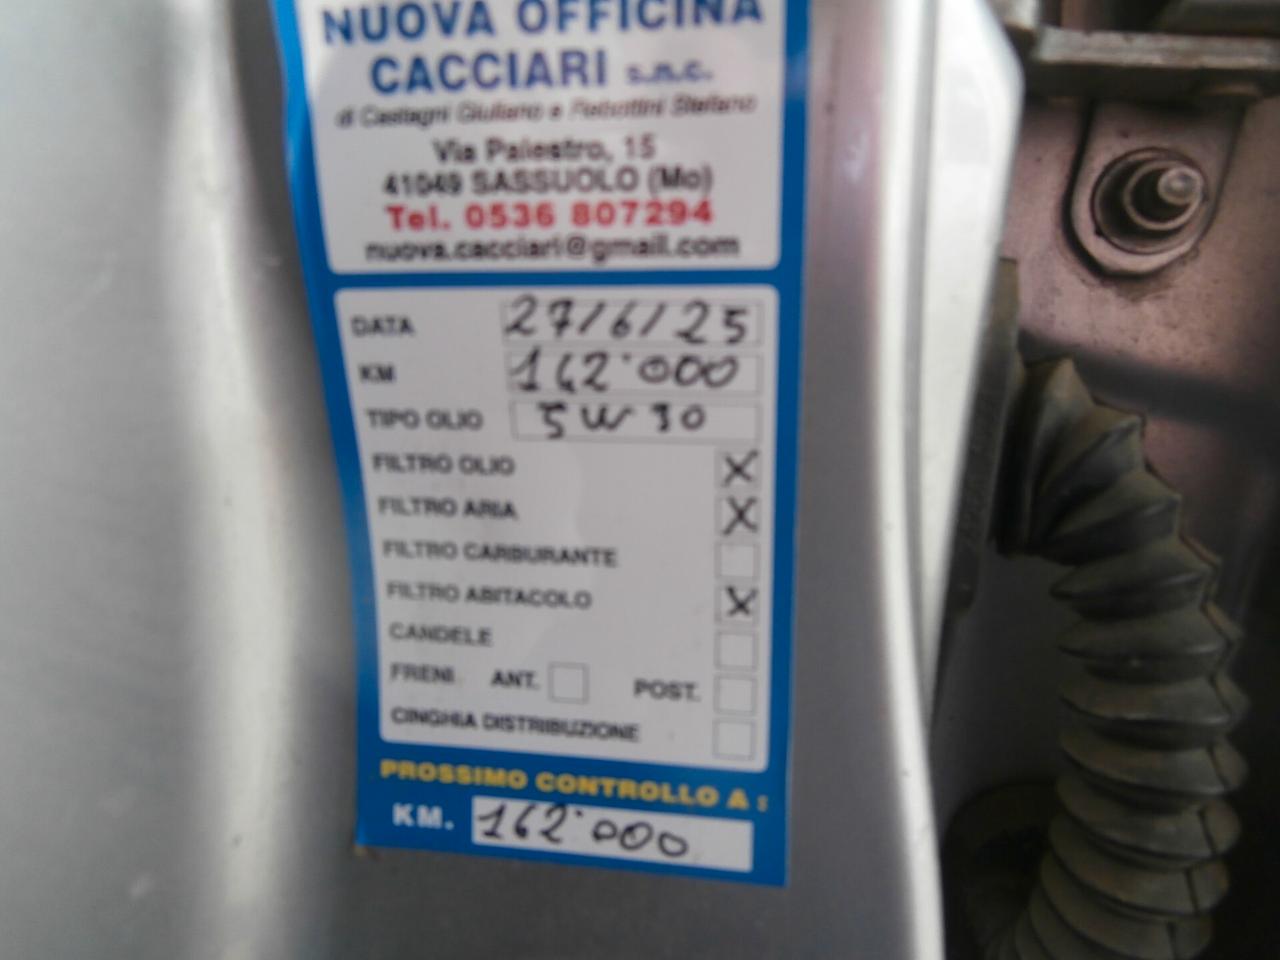 NUOVA OFFICINA
CACCIARI s.n.c.
di Castagni Giuliano e Rebottini Stefano
Via Palestro, 15
41049 SASSUOLO (Mo)
Tel. 0536 807294
nuova.cacciari@gmail.com
DATA 27/6/25
KM 142'000
TIPO OLIO 5W30
FILTRO OLIO X
FILTRO ARIA X
FILTRO CARBURANTE
FILTRO ABITACOLO X
CANDELE
FRENI ANT. POST.
CINGHIA DISTRIBUZIONE
PROSSIMO CONTROLLO A :
KM. 162'000